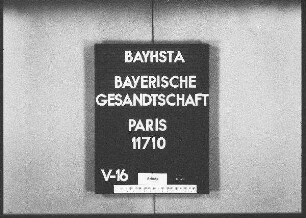 BAYHSTA
BAYERISCHE
GESANDTSCHAFT
PARIS
11710
V-16